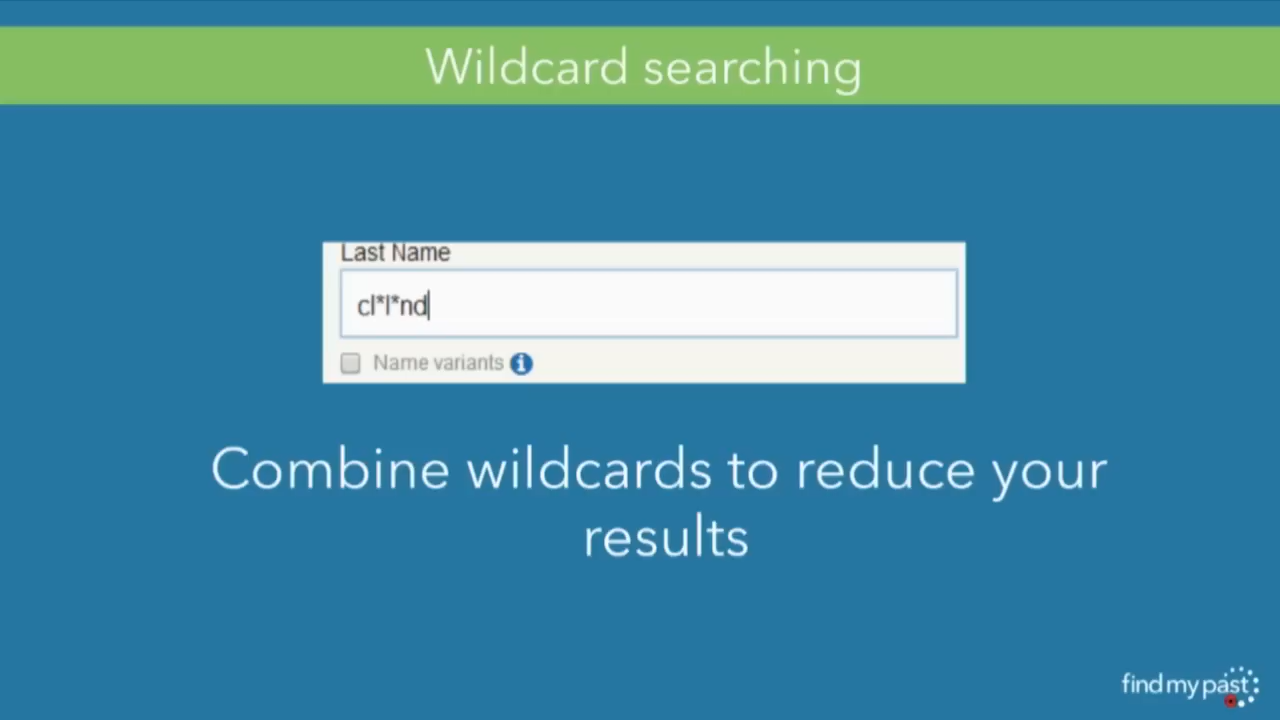 Wildcard searching
Last Name
cl*l*nd
Name variants
Combine wildcards to reduce your
results
findmypast